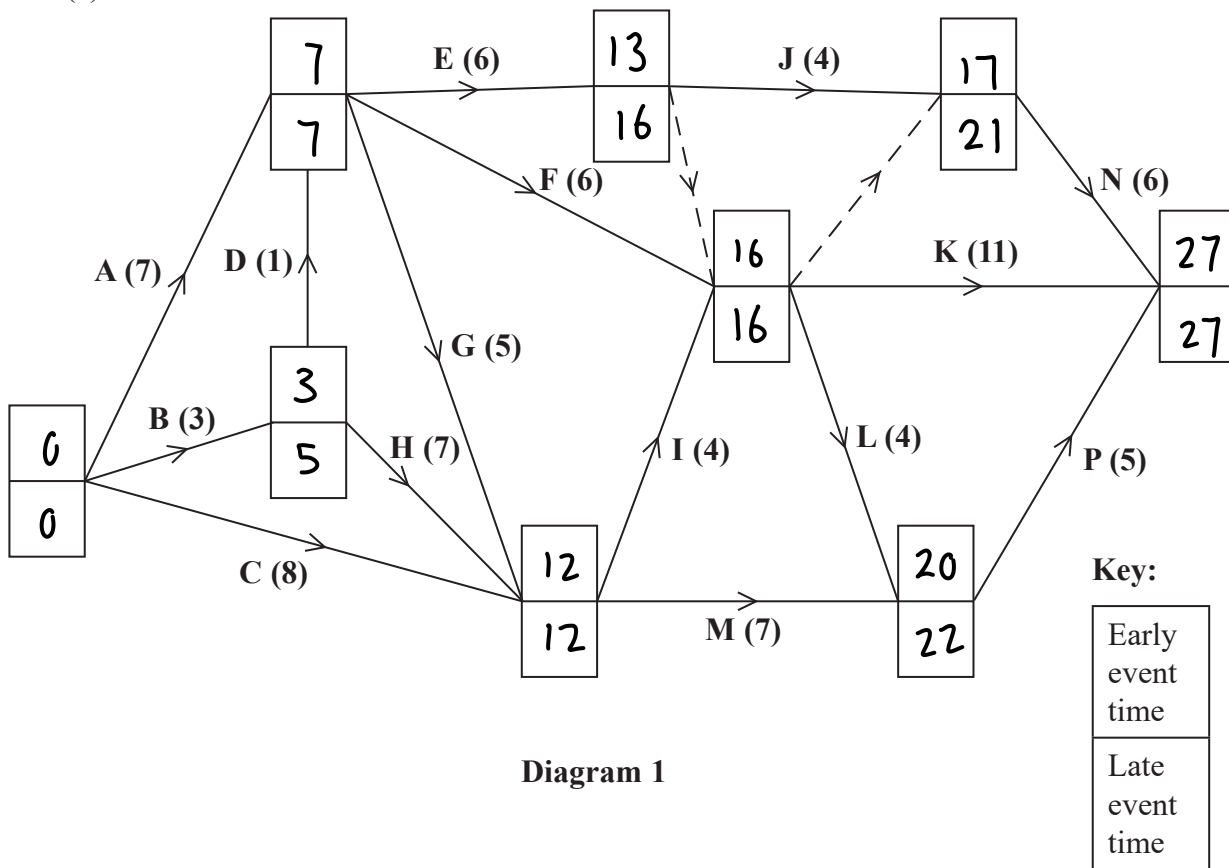 7
E (6)
13
J (4)
17
7
16
21
F (6)
N (6)
A (7)
D (1)
16
K (11)
27
16
27
G (5)
3
B (3)
0
5
H (7)
I (4)
L (4)
P (5)
0
C (8)
12
20
12
M (7)
22
Key:
Early
event
time
Late
event
time
Diagram 1